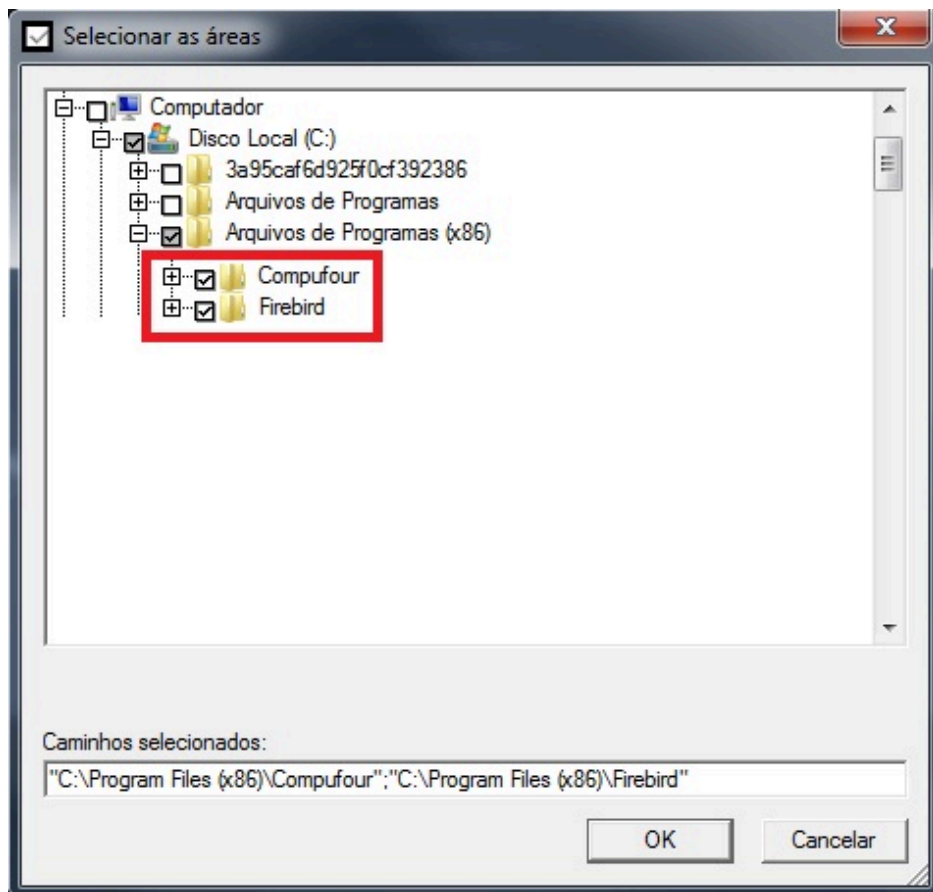 Selecionar as áreas
Computador
Disco Local (C:)
3a95caf6d925f0cf392386
Arquivos de Programas
Arquivos de Programas (x86)
Compufour
Firebird
Caminhos selecionados:
"C:\Program Files (x86)\Compufour";"C:\Program Files (x86)\Firebird"
OK Cancelar